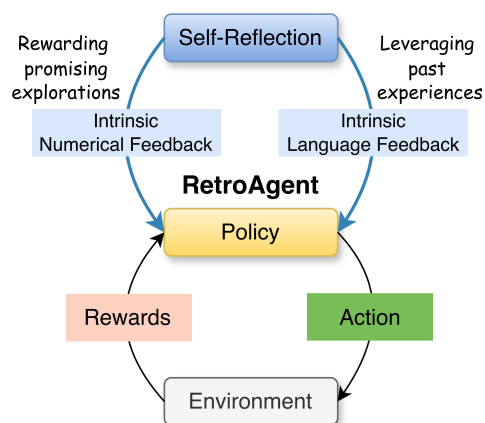 Self-Reflection
Rewarding
promising
explorations
Leveraging
past
experiences
Intrinsic
Numerical Feedback
Intrinsic
Language Feedback
RetroAgent
Policy
Rewards
Action
Environment